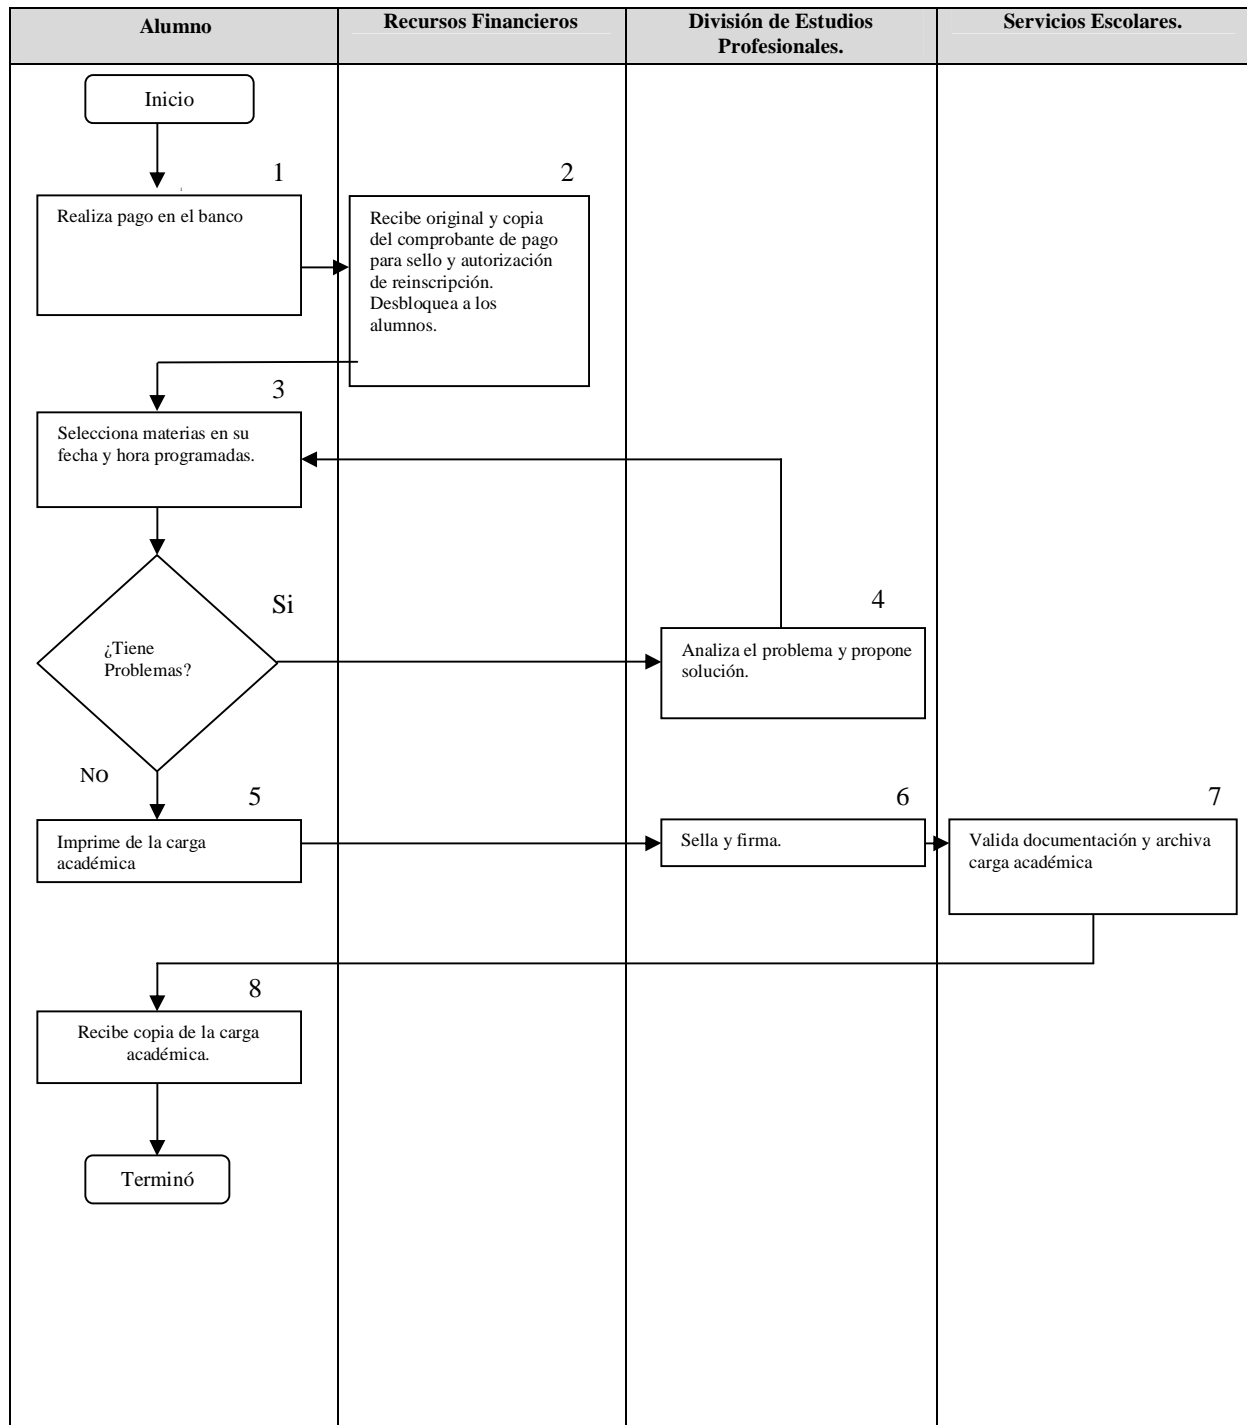 Alumno
Recursos Financieros
División de Estudios
Profesionales.
Servicios Escolares.
Inicio
1
Realiza pago en el banco
2
Recibe original y copia
del comprobante de pago
para sello y autorización
de reinscripción.
Desbloquea a los
alumnos.
3
Selecciona materias en su
fecha y hora programadas.
¿Tiene
Problemas?
Si
4
Analiza el problema y propone
solución.
No
5
Imprime de la carga
académica
6
Sella y firma.
7
Valida documentación y archiva
carga académica
8
Recibe copia de la carga
académica.
Terminó